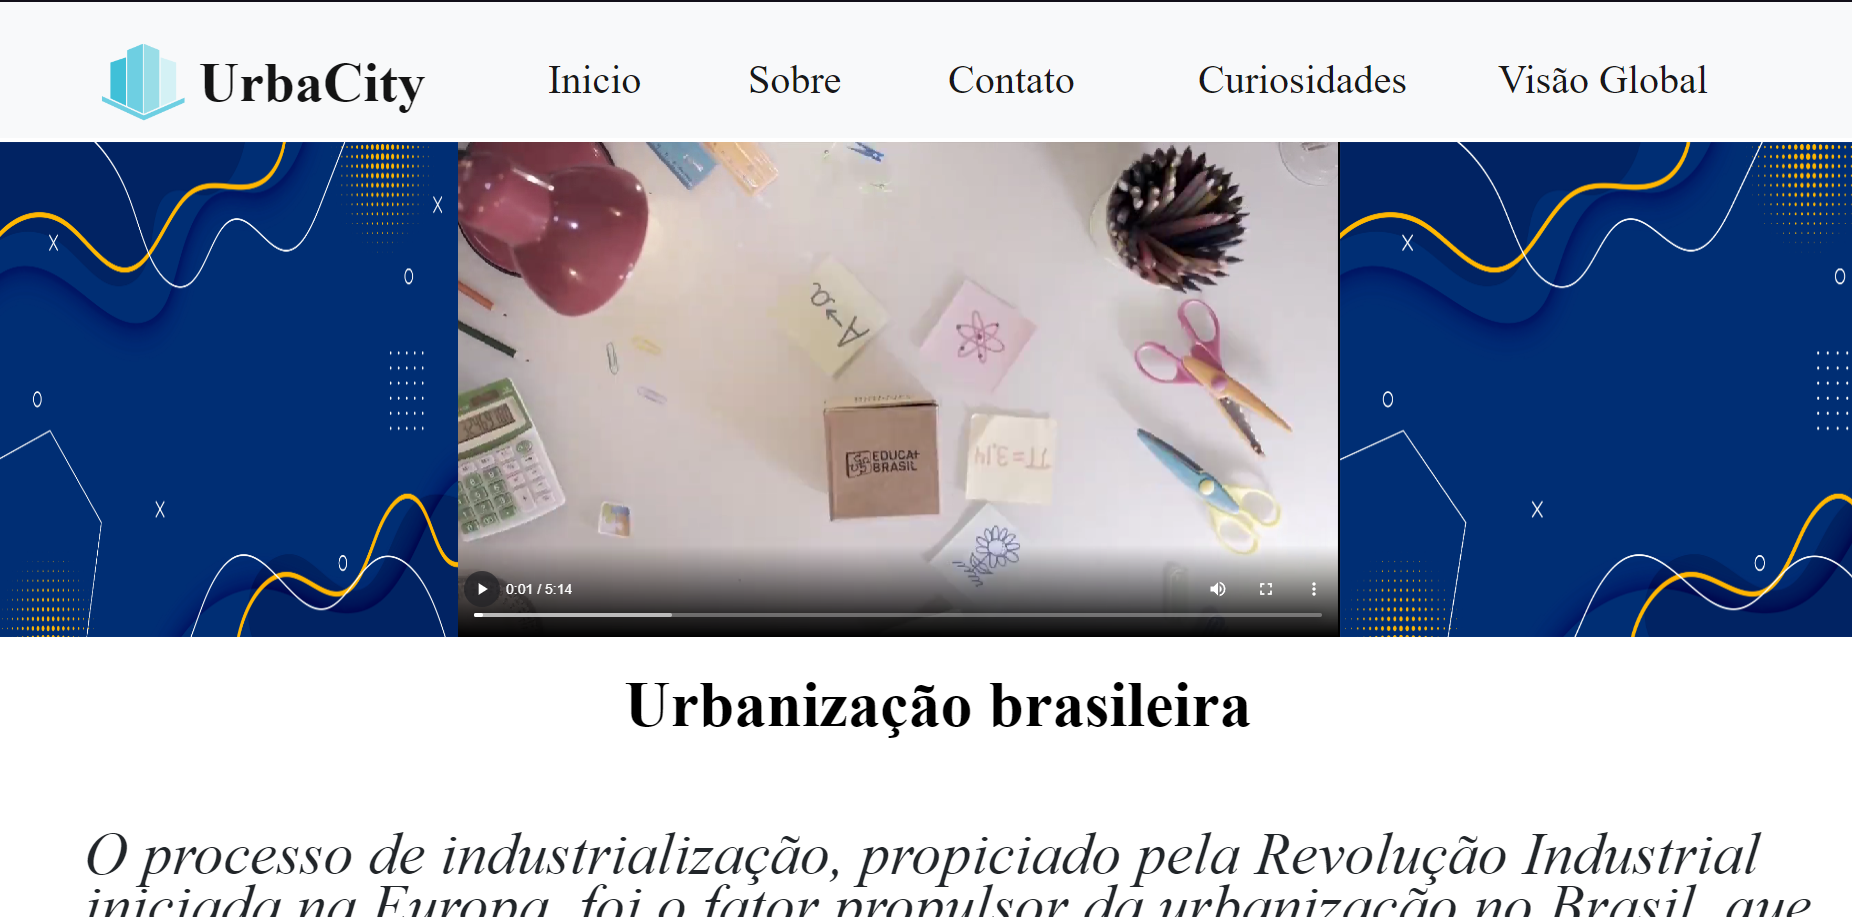 UrbaCity
Inicio
Sobre
Contato
Curiosidades
Visão Global
A
EDUCA+
BRASIL
π=3,14
0:01 / 5:14
Urbanização brasileira
O processo de industrialização, propiciado pela Revolução Industrial
iniciada na Europa, foi o fator propulsor da urbanização no Brasil, que